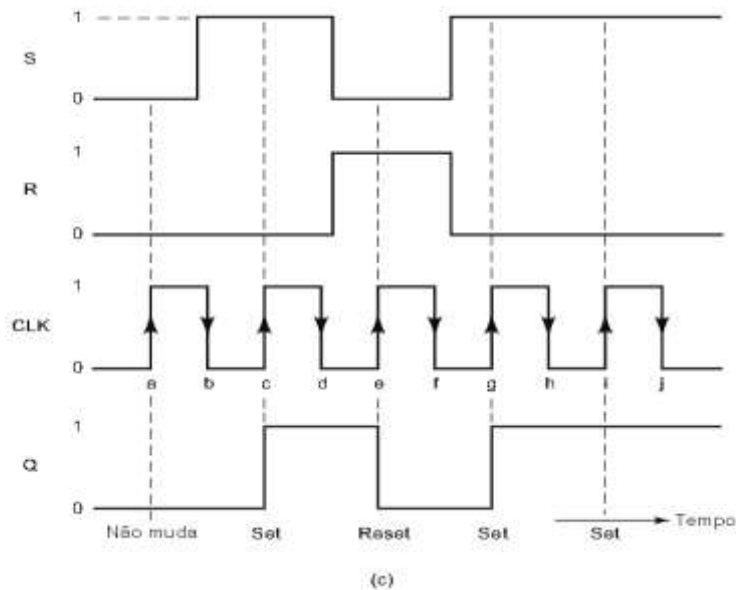 1
S
0
1
R
0
1
CLK
0
a b c d e f g h i j
1
Q
0
Tempo
Não muda Set Reset Set Set
(c)